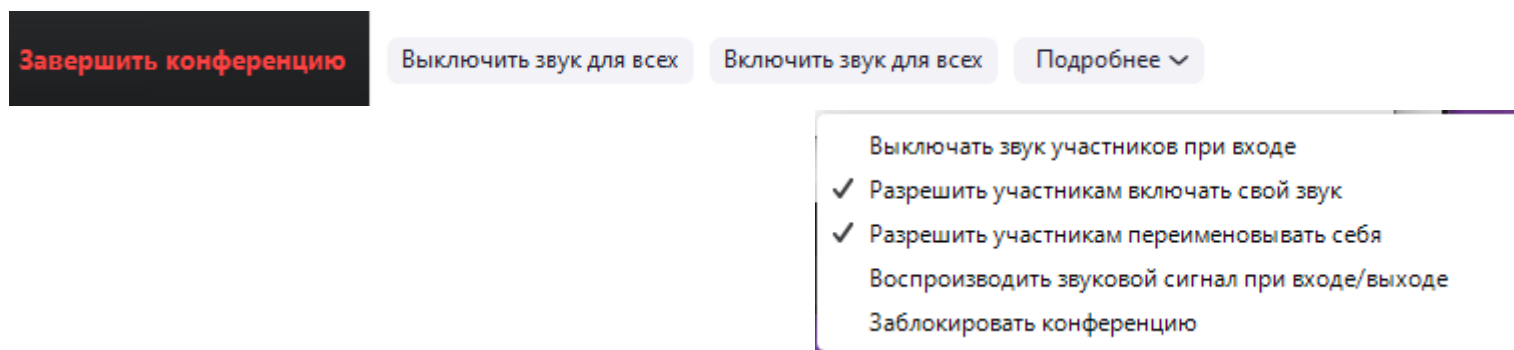 Завершить конференцию
Выключить звук для всех
Включить звук для всех
Подробнее
Выключать звук участников при входе
Разрешить участникам включать свой звук
Разрешить участникам переименовывать себя
Воспроизводить звуковой сигнал при входе/выходе
Заблокировать конференцию